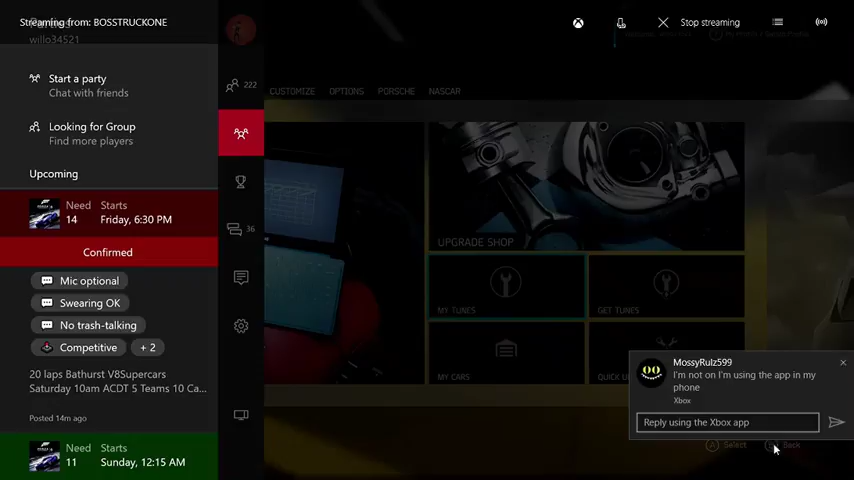 Streaming from: BOSSTRUCKONE
Stop streaming
willo34521
Start a party
Chat with friends
222
CUSTOMIZE OPTIONS PORSCHE NASCAR
Looking for Group
Find more players
Upcoming
Need Starts
14 Friday, 6:30 PM
36
Confirmed
UPGRADE SHOP
Mic optional
Swearing OK
No trash-talking
Competitive
+ 2
MY TUNES
GET TUNES
20 laps Bathurst V8Supercars
Saturday 10am ACDT 5 Teams 10 Ca...
Posted 14m ago
MY CARS
QUICK U
MossyRulz599
I'm not on I'm using the app in my
phone
Xbox
Reply using the Xbox app
Need Starts
11 Sunday, 12:15 AM
A Select
Back